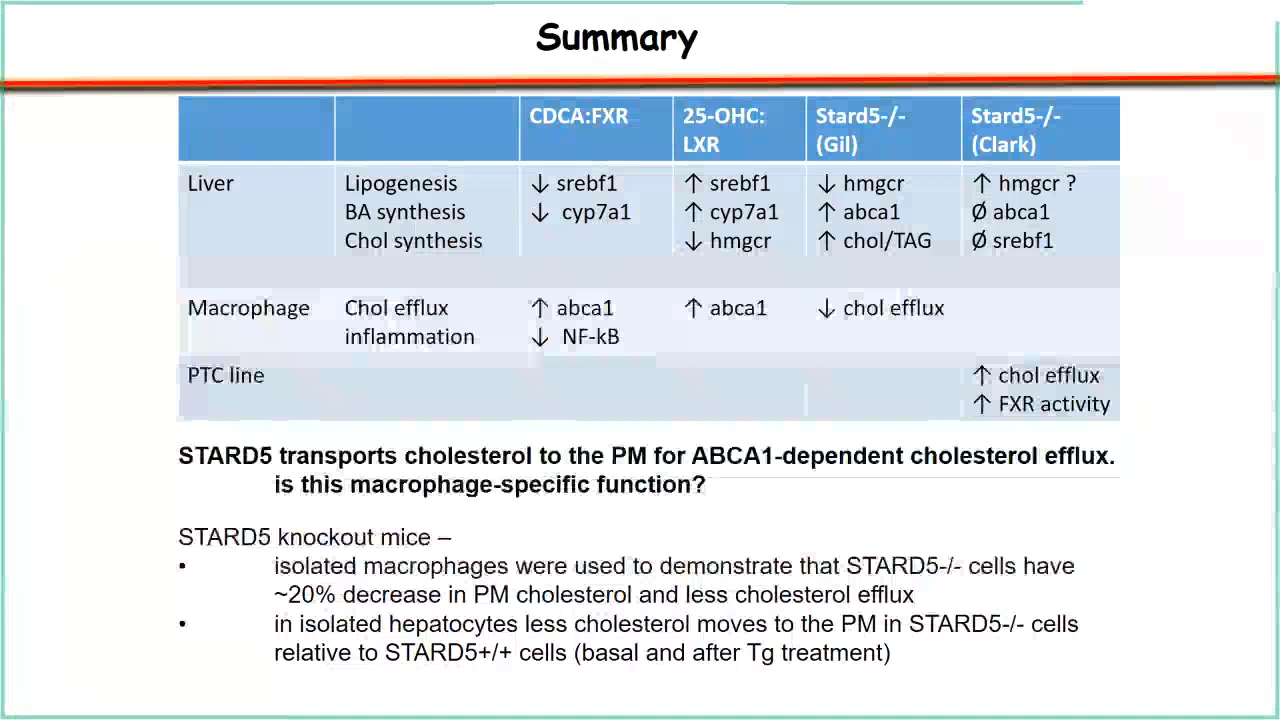 Summary
CDCA:FXR 25-OHC: LXR Stard5-/- (Gil) Stard5-/- (Clark)
Liver Lipogenesis ↓ srebf1 ↑ srebf1 ↓ hmgcr ↑ hmgcr ?
BA synthesis ↓ cyp7a1 ↑ cyp7a1 ↑ abca1 Ø abca1
Chol synthesis ↓ hmgcr ↑ chol/TAG Ø srebf1
Macrophage Chol efflux ↑ abca1 ↑ abca1 ↓ chol efflux
inflammation ↓ NF-kB
PTC line ↑ chol efflux
↑ FXR activity
STARD5 transports cholesterol to the PM for ABCA1-dependent cholesterol efflux.
is this macrophage-specific function?
STARD5 knockout mice –
• isolated macrophages were used to demonstrate that STARD5-/- cells have
~20% decrease in PM cholesterol and less cholesterol efflux
• in isolated hepatocytes less cholesterol moves to the PM in STARD5-/- cells
relative to STARD5+/+ cells (basal and after Tg treatment)